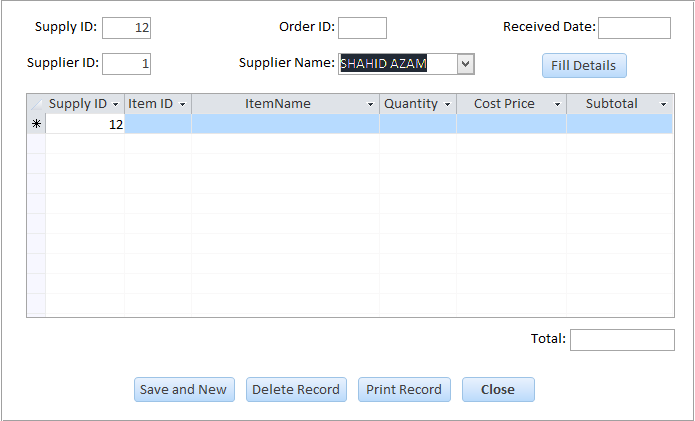 Supply ID: 12 Order ID: Received Date:
Supplier ID: 1 Supplier Name: SHAHID AZAM Fill Details
Supply ID Item ID ItemName Quantity Cost Price Subtotal
* 12
Total:
Save and New Delete Record Print Record Close